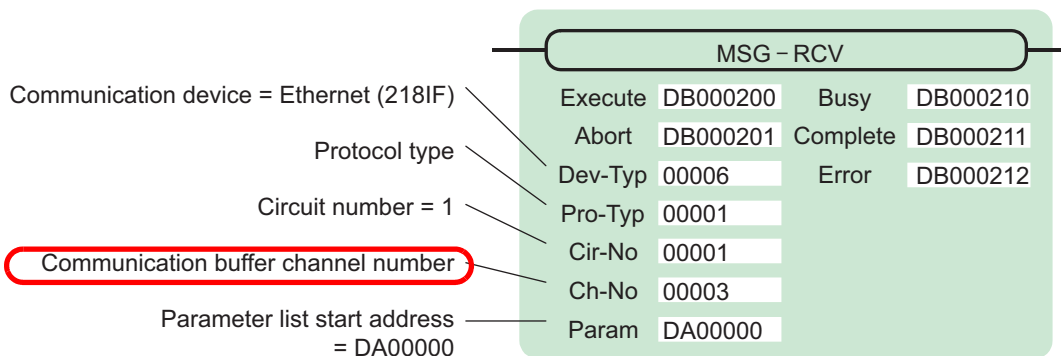 MSG－RCV
Communication device = Ethernet (218IF)
Protocol type
Circuit number = 1
Communication buffer channel number
Parameter list start address
= DA00000
Execute DB000200 Busy DB000210
Abort DB000201 Complete DB000211
Dev-Typ 00006 Error DB000212
Pro-Typ 00001
Cir-No 00001
Ch-No 00003
Param DA00000